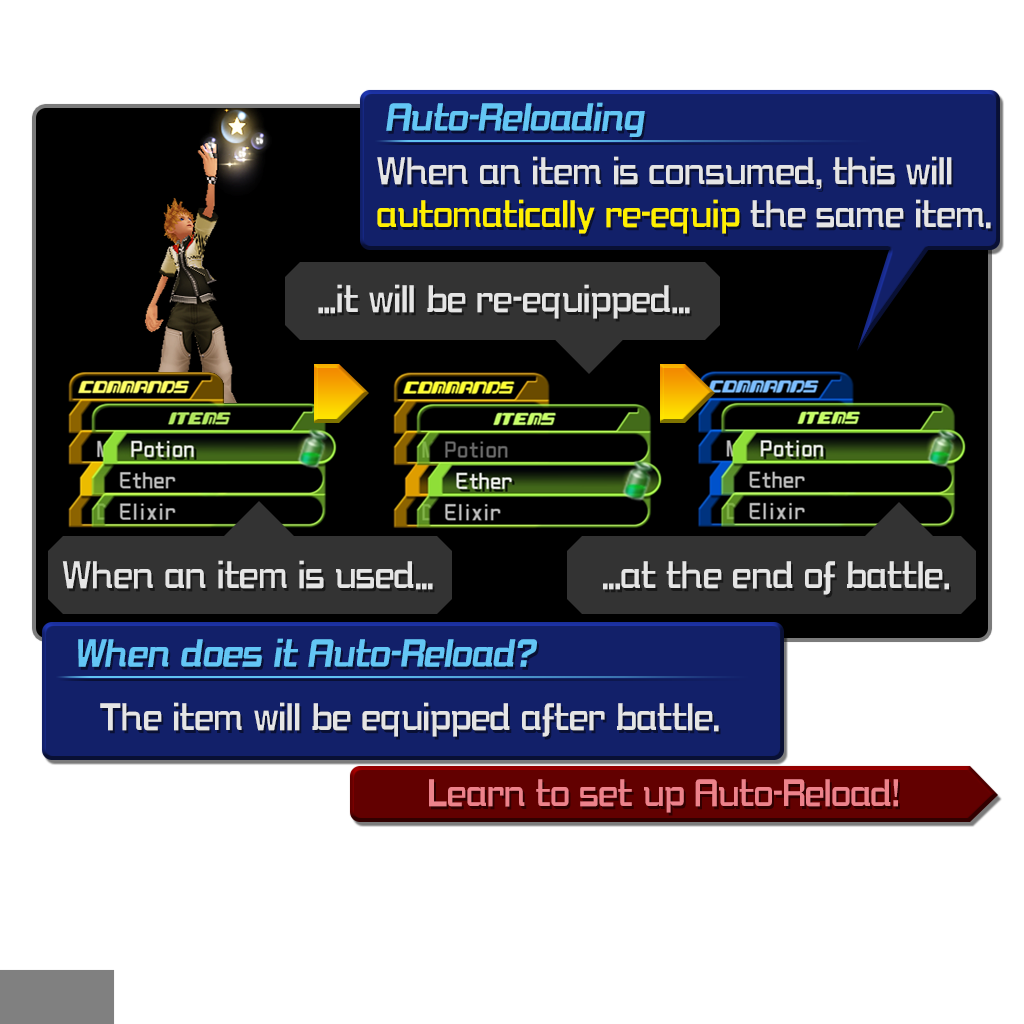 Auto-Reloading
When an item is consumed, this will
automatically re-equip the same item.
...it will be re-equipped...
COMMANDS
ITEMS
Potion
Ether
Elixir
COMMANDS
ITEMS
Potion
Ether
Elixir
COMMANDS
ITEMS
Potion
Ether
Elixir
When an item is used...
...at the end of battle.
When does it Auto-Reload?
The item will be equipped after battle.
Learn to set up Auto-Reload!